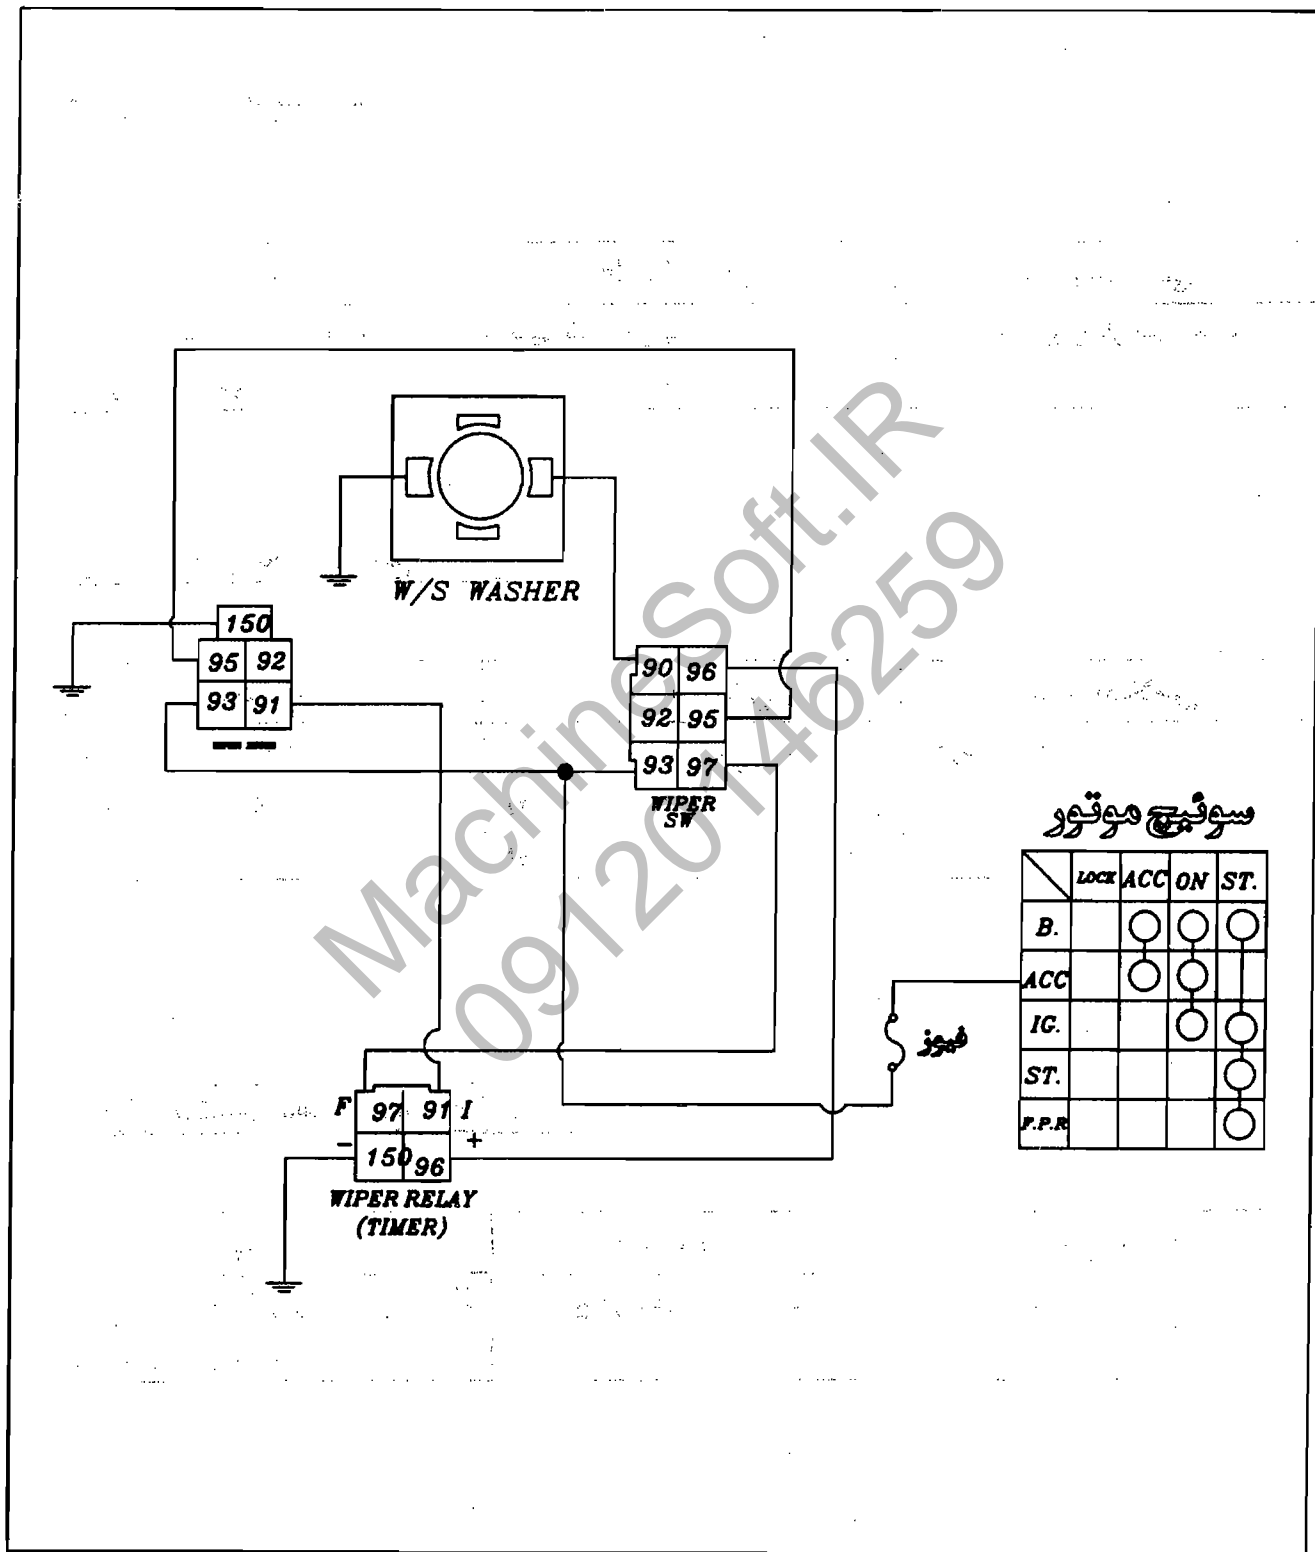 W/S WASHER
150
95 92
93 91
90 96
92 95
93 97
WIPER
SW
سوئیچ موتور
LOCK ACC ON ST.
B.
ACC
IG.
ST.
F.P.R
فیوز
F 97 91 I
- 150 96 +
WIPER RELAY
(TIMER)
MachineSoft.IR
09120146259